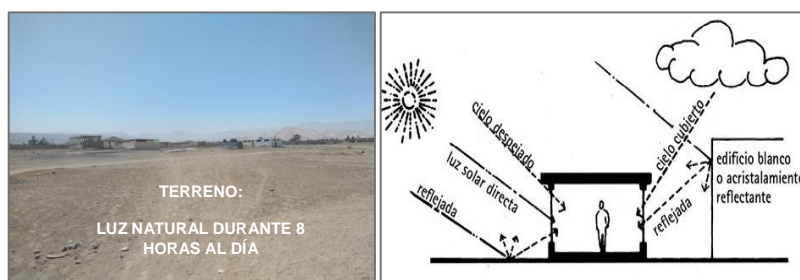 TERRENO:
LUZ NATURAL DURANTE 8
HORAS AL DÍA
cielo despejado
luz solar directa
reflejada
cielo cubierto
reflejada
edificio blanco
o acristalamiento
reflectante